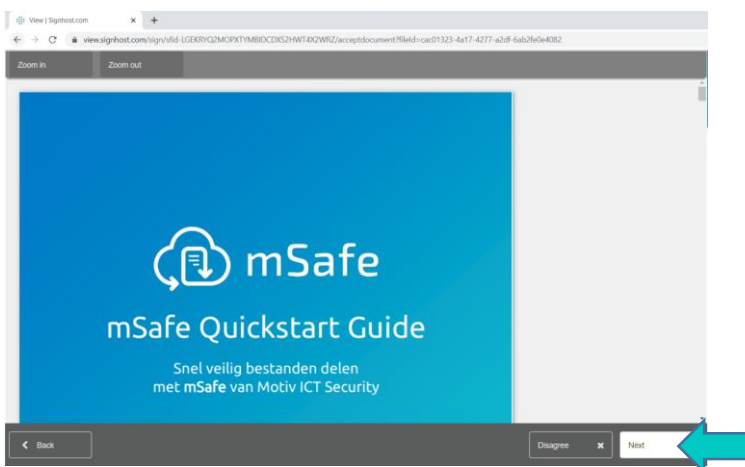 View | Signhost.com
view.signhost.com/sign/sfid-LGEKRYQ2MOPXTYMBIDCDXS2HWT4X2WRZ/acceptdocument?fileId=cac01323-4a17-4277-a2df-6ab2fe0e4082
Zoom in Zoom out
mSafe
mSafe Quickstart Guide
Snel veilig bestanden delen
met mSafe van Motiv ICT Security
Back Disagree Next